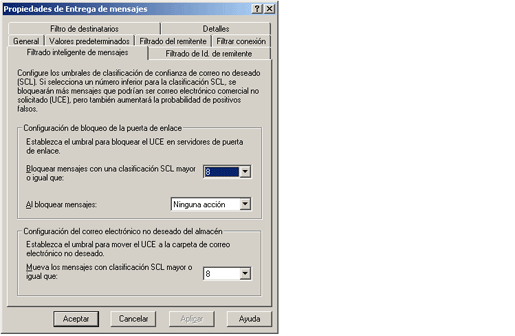 Propiedades de Entrega de mensajes
Filtro de destinatarios Detalles
General Valores predeterminados Filtrado del remitente Filtrar conexión
Filtrado inteligente de mensajes Filtrado de Id. de remitente
Configure los umbrales de clasificación de confianza de correo no deseado
(SCL). Si selecciona un número inferior para la clasificación SCL, se
bloquearán más mensajes que podrían ser correo electrónico comercial no
solicitado (UCE), pero también aumentará la probabilidad de positivos
falsos.
Configuración de bloqueo de la puerta de enlace
Establezca el umbral para bloquear el UCE en servidores de puerta
de enlace.
Bloquear mensajes con una clasificación SCL mayor
o igual que: 8
Al bloquear mensajes: Ninguna acción
Configuración del correo electrónico no deseado del almacén
Establezca el umbral para mover el UCE a la carpeta de correo
electrónico no deseado.
Mueva los mensajes con clasificación SCL mayor o
igual que: 8
Aceptar Cancelar Aplicar Ayuda